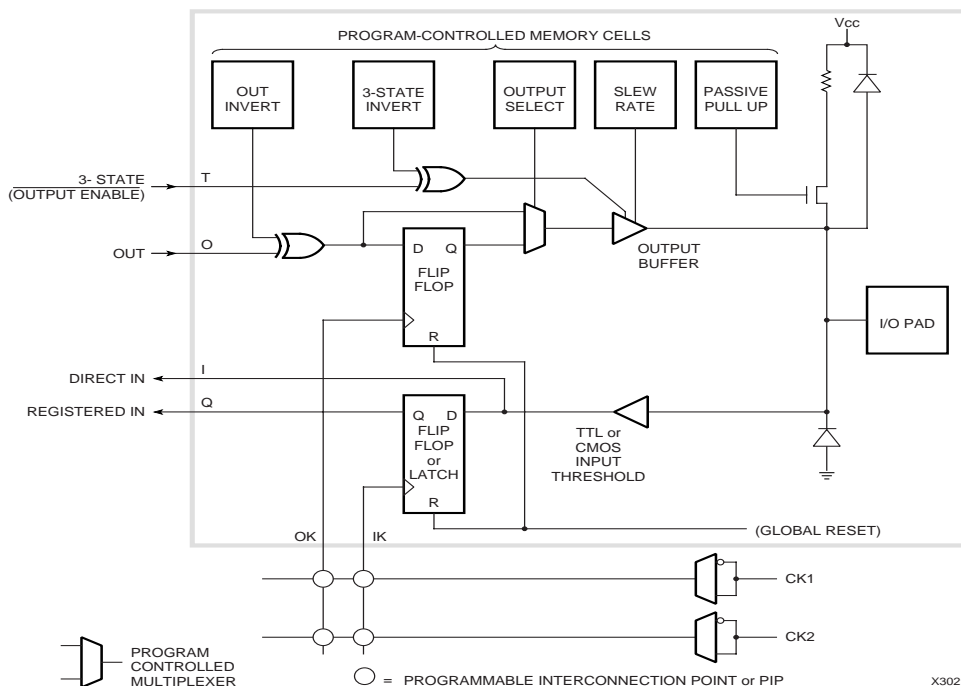 Vcc
PROGRAM-CONTROLLED MEMORY CELLS
OUT
INVERT
3-STATE
INVERT
OUTPUT
SELECT
SLEW
RATE
PASSIVE
PULL UP
3- STATE
(OUTPUT ENABLE)
T
OUT
O
D
Q
FLIP
FLOP
R
OUTPUT
BUFFER
I/O PAD
DIRECT IN
I
REGISTERED IN
Q
Q
D
FLIP
FLOP
or
LATCH
R
TTL or
CMOS
INPUT
THRESHOLD
(GLOBAL RESET)
OK
IK
CK1
CK2
PROGRAM
CONTROLLED
MULTIPLEXER
= PROGRAMMABLE INTERCONNECTION POINT or PIP
X302